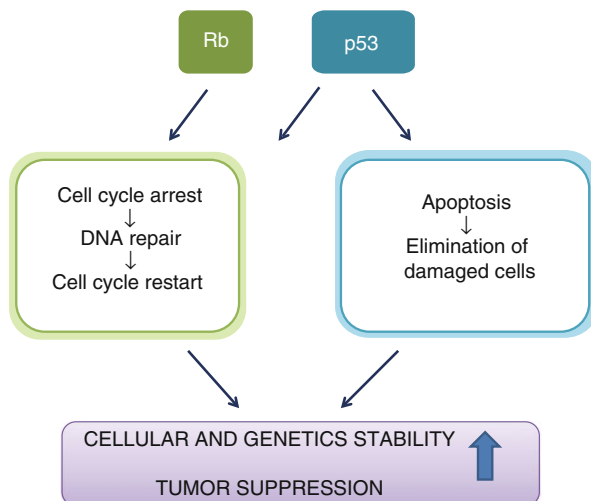 Rb
p53
Cell cycle arrest
↓
DNA repair
↓
Cell cycle restart
Apoptosis
↓
Elimination of
damaged cells
CELLULAR AND GENETICS STABILITY
TUMOR SUPPRESSION